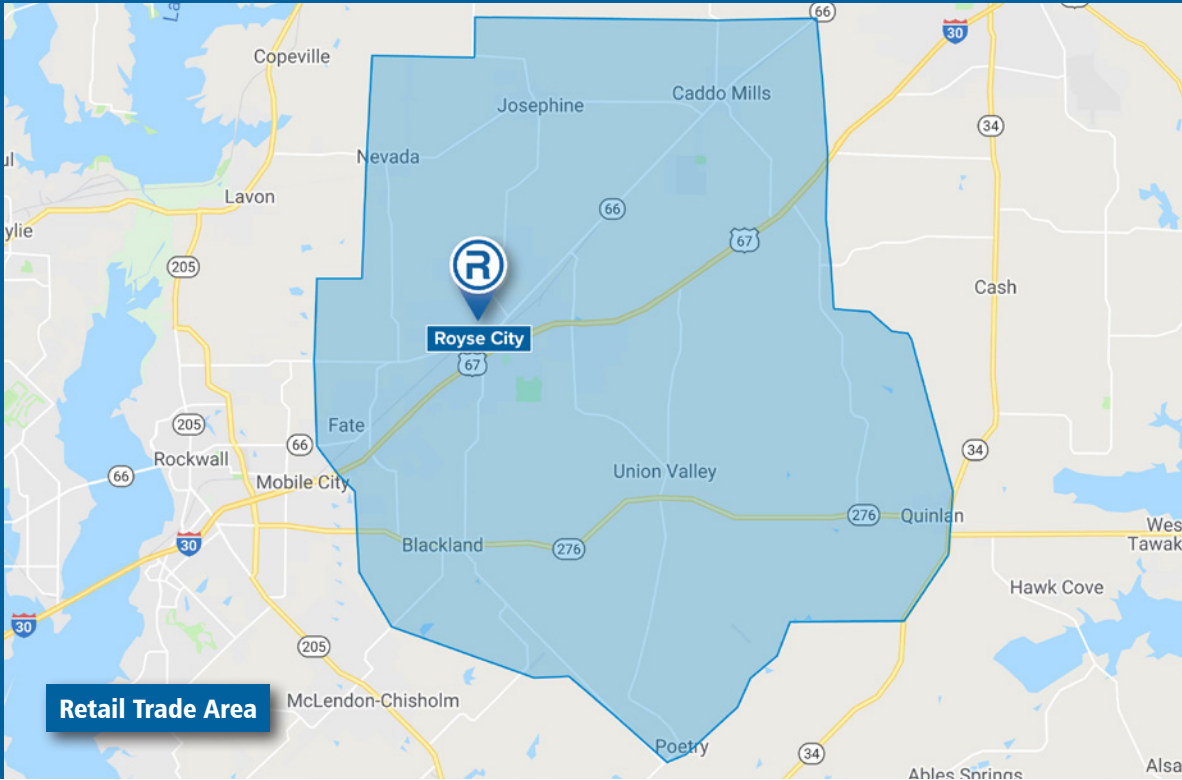 La
66
30
Copeville
Caddo Mills
Josephine
34
Nevada
ul
Lavon
66
ylie
67
205
R
Cash
Royse City
67
205
Fate
66
34
Rockwall
66
Mobile City
Union Valley
276
Quinlan
30
Blackland
276
Wes
Tawak
Hawk Cove
30
205
McLendon-Chisholm
Retail Trade Area
Poetry
34
Ables Springs
Alsa